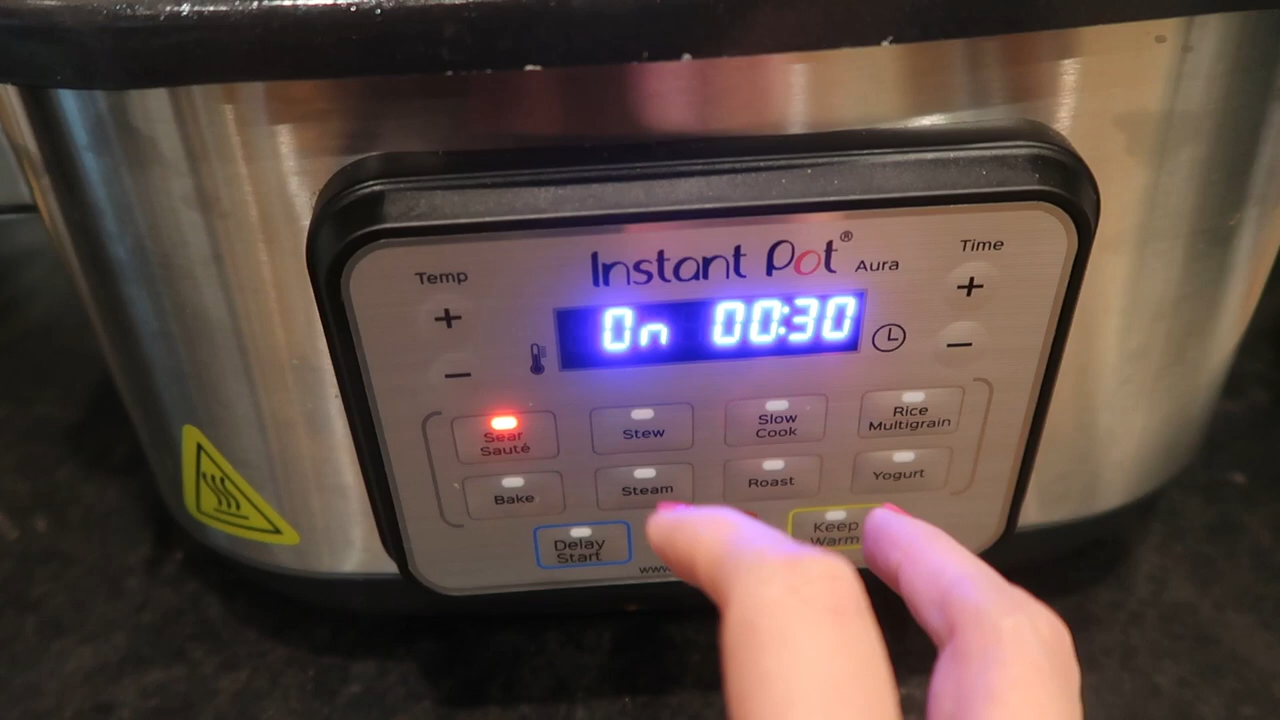 Instant Pot® Aura
Temp
Time
+
+
-
-
On 00:30
Sear
Sauté
Stew
Slow
Cook
Rice
Multigrain
Bake
Steam
Roast
Yogurt
Delay
Start
Keep
Warm